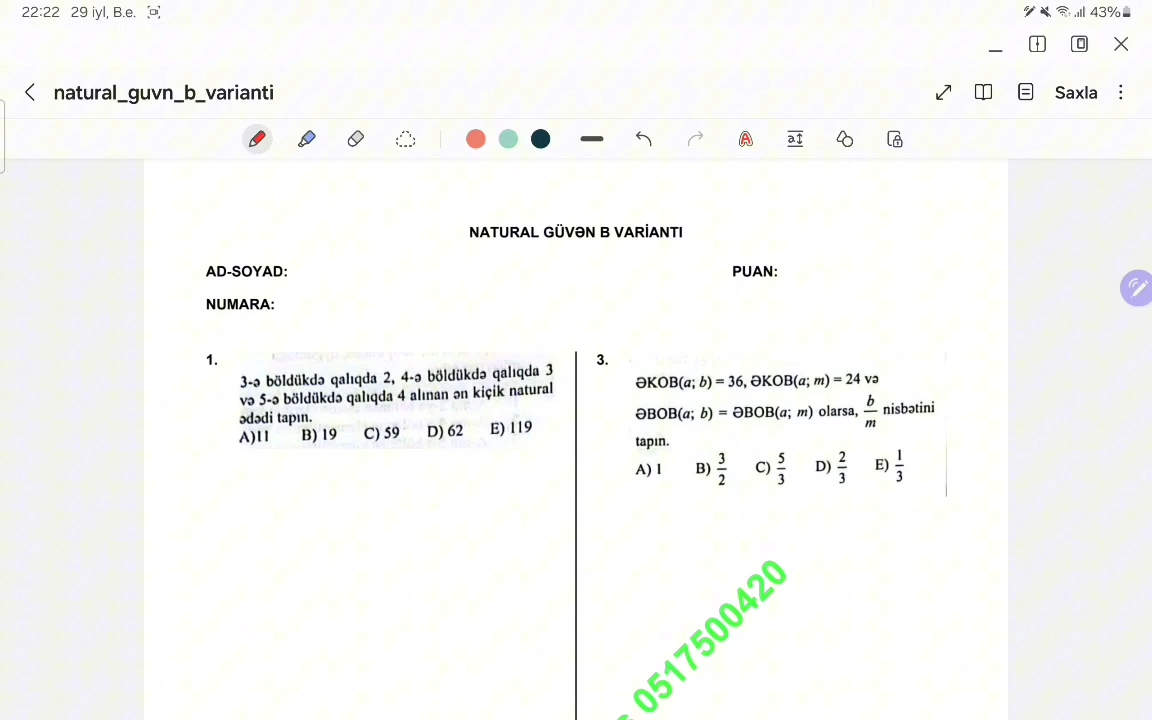 22:22 29 iyl, B.e. 43%
natural_guvn_b_varianti
Saxla
NATURAL GÜVƏN B VARİANTI
AD-SOYAD:
PUAN:
NUMARA:
1.
3-ə böldükdə qalıqda 2, 4-ə böldükdə qalıqda 3
və 5-ə böldükdə qalıqda 4 alınan ən kiçik natural
ədədi tapın.
A)11 B) 19 C) 59 D) 62 E) 119
3.
ƏKOB(a; b) = 36, ƏKOB(a; m) = 24 və
ƏBOB(a; b) = ƏBOB(a; m) olarsa, b/m nisbətini
tapın.
A) 1 B) 3/2 C) 5/3 D) 2/3 E) 1/3
0517500420